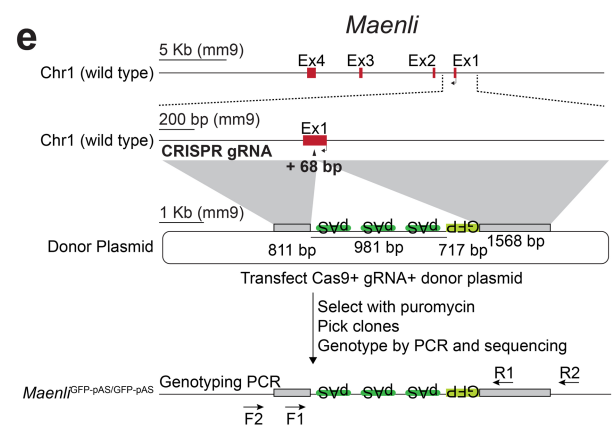 e
Maenli
5 Kb (mm9)
Ex4 Ex3 Ex2 Ex1
Chr1 (wild type)
200 bp (mm9)
Ex1
Chr1 (wild type)
CRISPR gRNA
+ 68 bp
1 Kb (mm9)
pAS pAS pAS GFP
Donor Plasmid
811 bp 981 bp 717 bp 1568 bp
Transfect Cas9+ gRNA+ donor plasmid
Select with puromycin
Pick clones
Genotype by PCR and sequencing
Genotyping PCR
R1 R2
MaenliGFP-pAS/GFP-pAS
pAS pAS pAS GFP
F2 F1